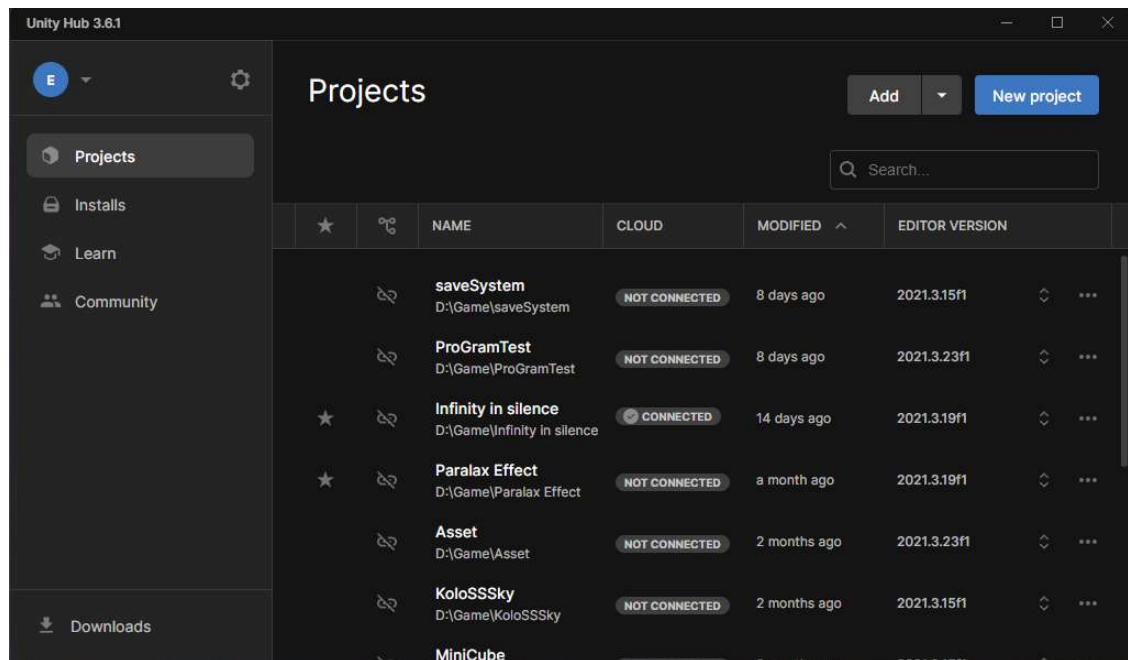 Unity Hub 3.6.1
E
Projects
Add
New project
Projects
Installs
Learn
Community
Downloads
Search...
NAME CLOUD MODIFIED EDITOR VERSION
saveSystem
D:\Game\saveSystem
NOT CONNECTED 8 days ago 2021.3.15f1
ProGramTest
D:\Game\ProGramTest
NOT CONNECTED 8 days ago 2021.3.23f1
Infinity in silence
D:\Game\Infinity in silence
CONNECTED 14 days ago 2021.3.19f1
Paralax Effect
D:\Game\Paralax Effect
NOT CONNECTED a month ago 2021.3.19f1
Asset
D:\Game\Asset
NOT CONNECTED 2 months ago 2021.3.23f1
KoloSSSky
D:\Game\KoloSSSky
NOT CONNECTED 2 months ago 2021.3.15f1
MiniCube